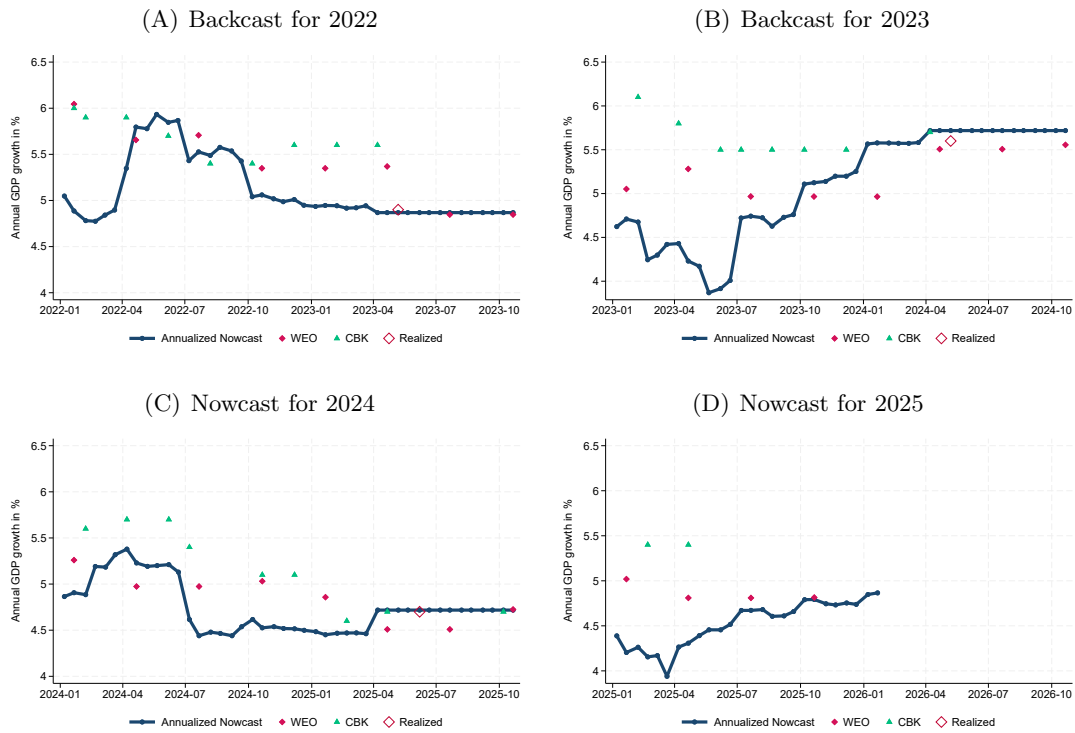 (A) Backcast for 2022
Annual GDP growth in %
6.5
6
5.5
5
4.5
4
2022-01 2022-04 2022-07 2022-10 2023-01 2023-04 2023-07 2023-10
Annualized Nowcast WEO CBK Realized
(B) Backcast for 2023
Annual GDP growth in %
6.5
6
5.5
5
4.5
4
2023-01 2023-04 2023-07 2023-10 2024-01 2024-04 2024-07 2024-10
Annualized Nowcast WEO CBK Realized
(C) Nowcast for 2024
Annual GDP growth in %
6.5
6
5.5
5
4.5
4
2024-01 2024-04 2024-07 2024-10 2025-01 2025-04 2025-07 2025-10
Annualized Nowcast WEO CBK Realized
(D) Nowcast for 2025
Annual GDP growth in %
6.5
6
5.5
5
4.5
4
2025-01 2025-04 2025-07 2025-10 2026-01 2026-04 2026-07 2026-10
Annualized Nowcast WEO CBK Realized